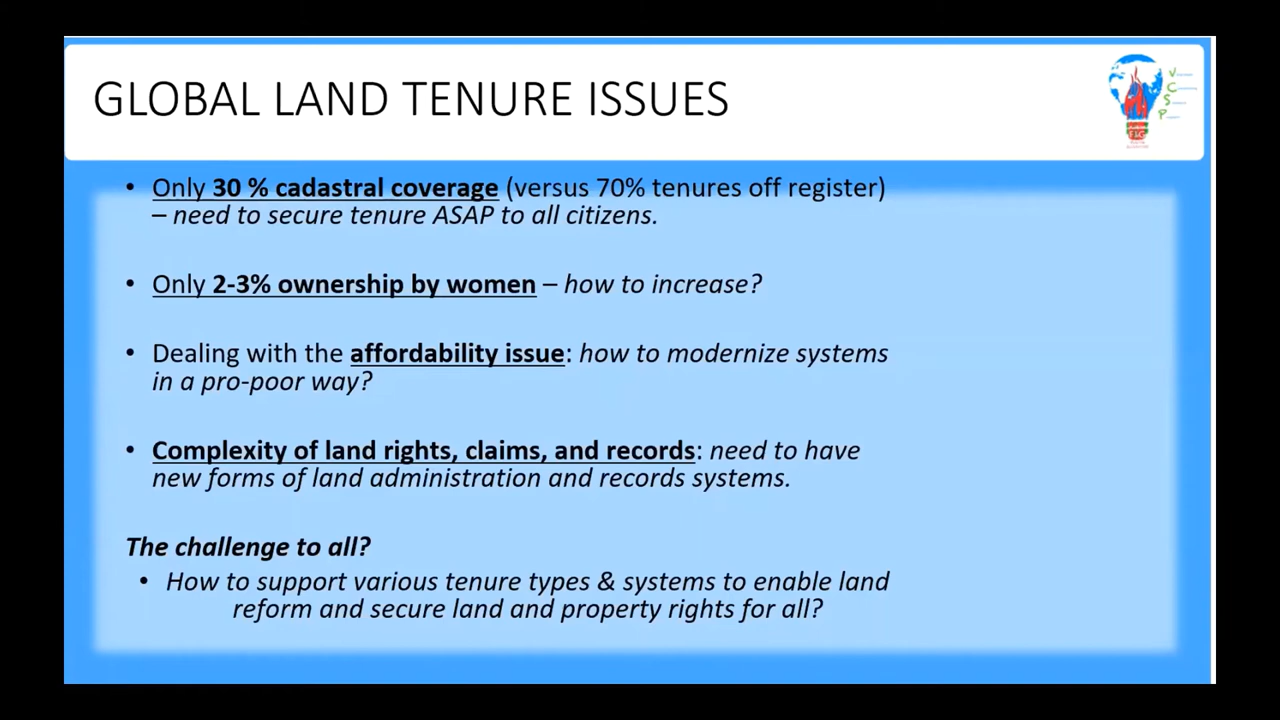 GLOBAL LAND TENURE ISSUES
V
C
S
P
• Only 30 % cadastral coverage (versus 70% tenures off register)
– need to secure tenure ASAP to all citizens.
• Only 2-3% ownership by women – how to increase?
• Dealing with the affordability issue: how to modernize systems
in a pro-poor way?
• Complexity of land rights, claims, and records: need to have
new forms of land administration and records systems.
The challenge to all?
• How to support various tenure types & systems to enable land
reform and secure land and property rights for all?